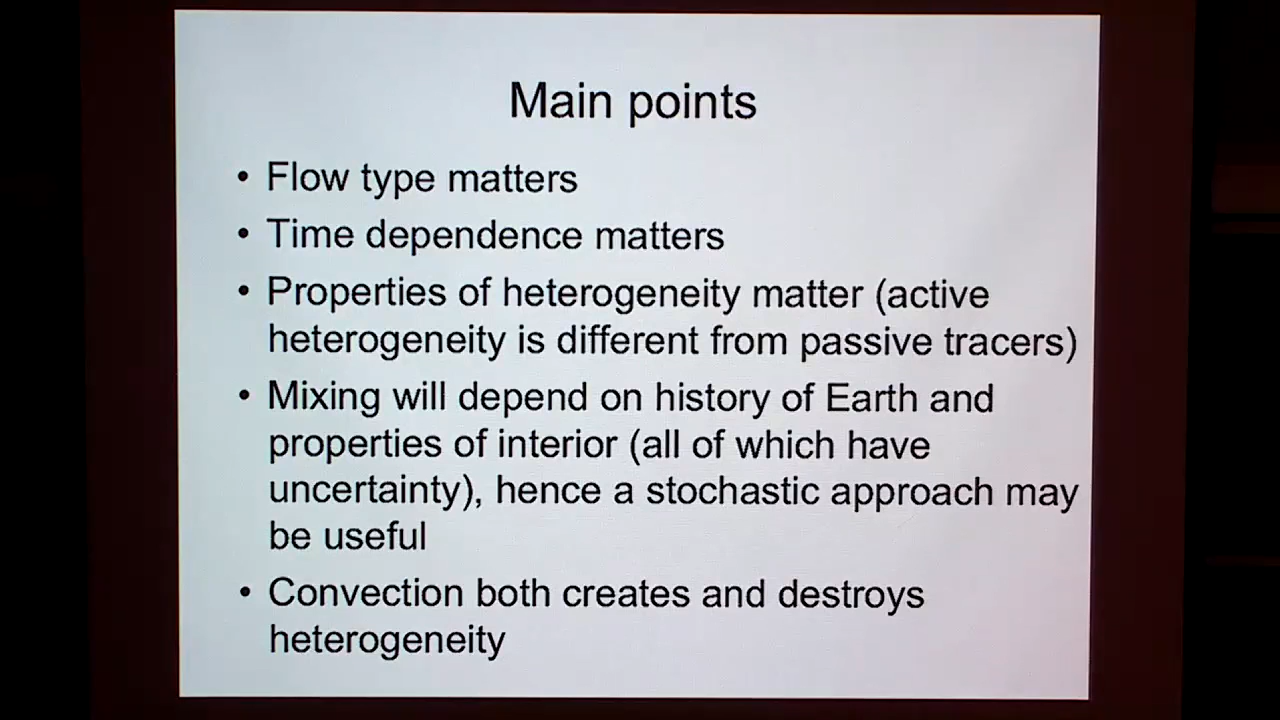 Main points
• Flow type matters
• Time dependence matters
• Properties of heterogeneity matter (active
heterogeneity is different from passive tracers)
• Mixing will depend on history of Earth and
properties of interior (all of which have
uncertainty), hence a stochastic approach may
be useful
• Convection both creates and destroys
heterogeneity